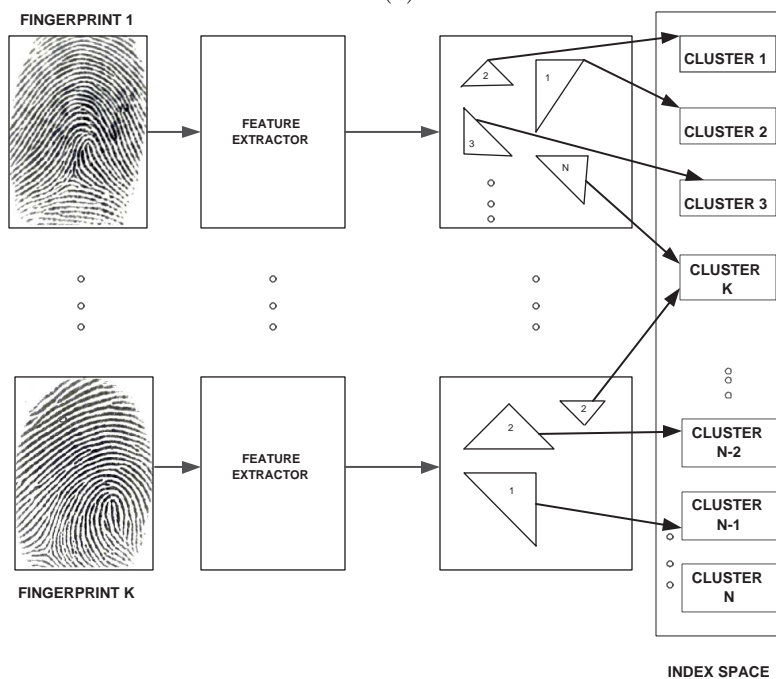 FINGERPRINT 1
FEATURE
EXTRACTOR
2
1
3
N
CLUSTER 1
CLUSTER 2
CLUSTER 3
CLUSTER
K
FEATURE
EXTRACTOR
2
2
1
CLUSTER
N-2
CLUSTER
N-1
CLUSTER
N
FINGERPRINT K
INDEX SPACE